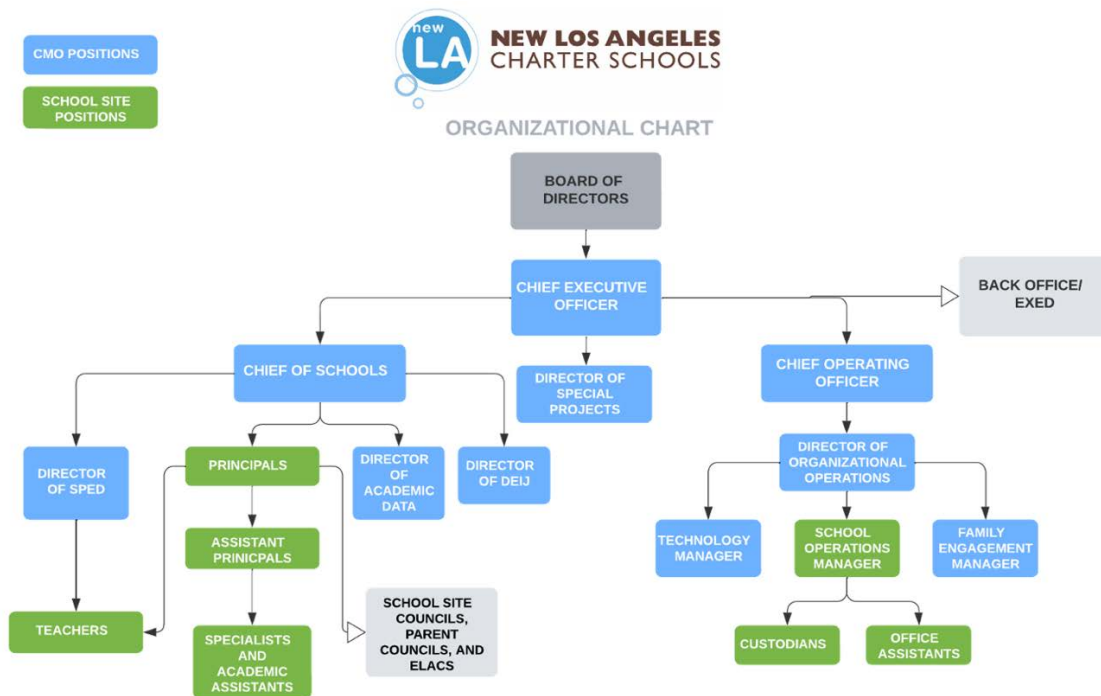 CMO POSITIONS
SCHOOL SITE
POSITIONS
new
LA
NEW LOS ANGELES
CHARTER SCHOOLS
ORGANIZATIONAL CHART
BOARD OF
DIRECTORS
CHIEF EXECUTIVE
OFFICER
BACK OFFICE/
EXED
CHIEF OF SCHOOLS
DIRECTOR OF
SPECIAL
PROJECTS
CHIEF OPERATING
OFFICER
DIRECTOR
OF SPED
PRINCIPALS
DIRECTOR
OF
ACADEMIC
DATA
DIRECTOR
OF DEIJ
DIRECTOR OF
ORGANIZATIONAL
OPERATIONS
ASSISTANT
PRINICPALS
TECHNOLOGY
MANAGER
SCHOOL
OPERATIONS
MANAGER
FAMILY
ENGAGEMENT
MANAGER
TEACHERS
SPECIALISTS
AND
ACADEMIC
ASSISTANTS
SCHOOL SITE
COUNCILS,
PARENT
COUNCILS, AND
ELACS
CUSTODIANS
OFFICE
ASSISTANTS